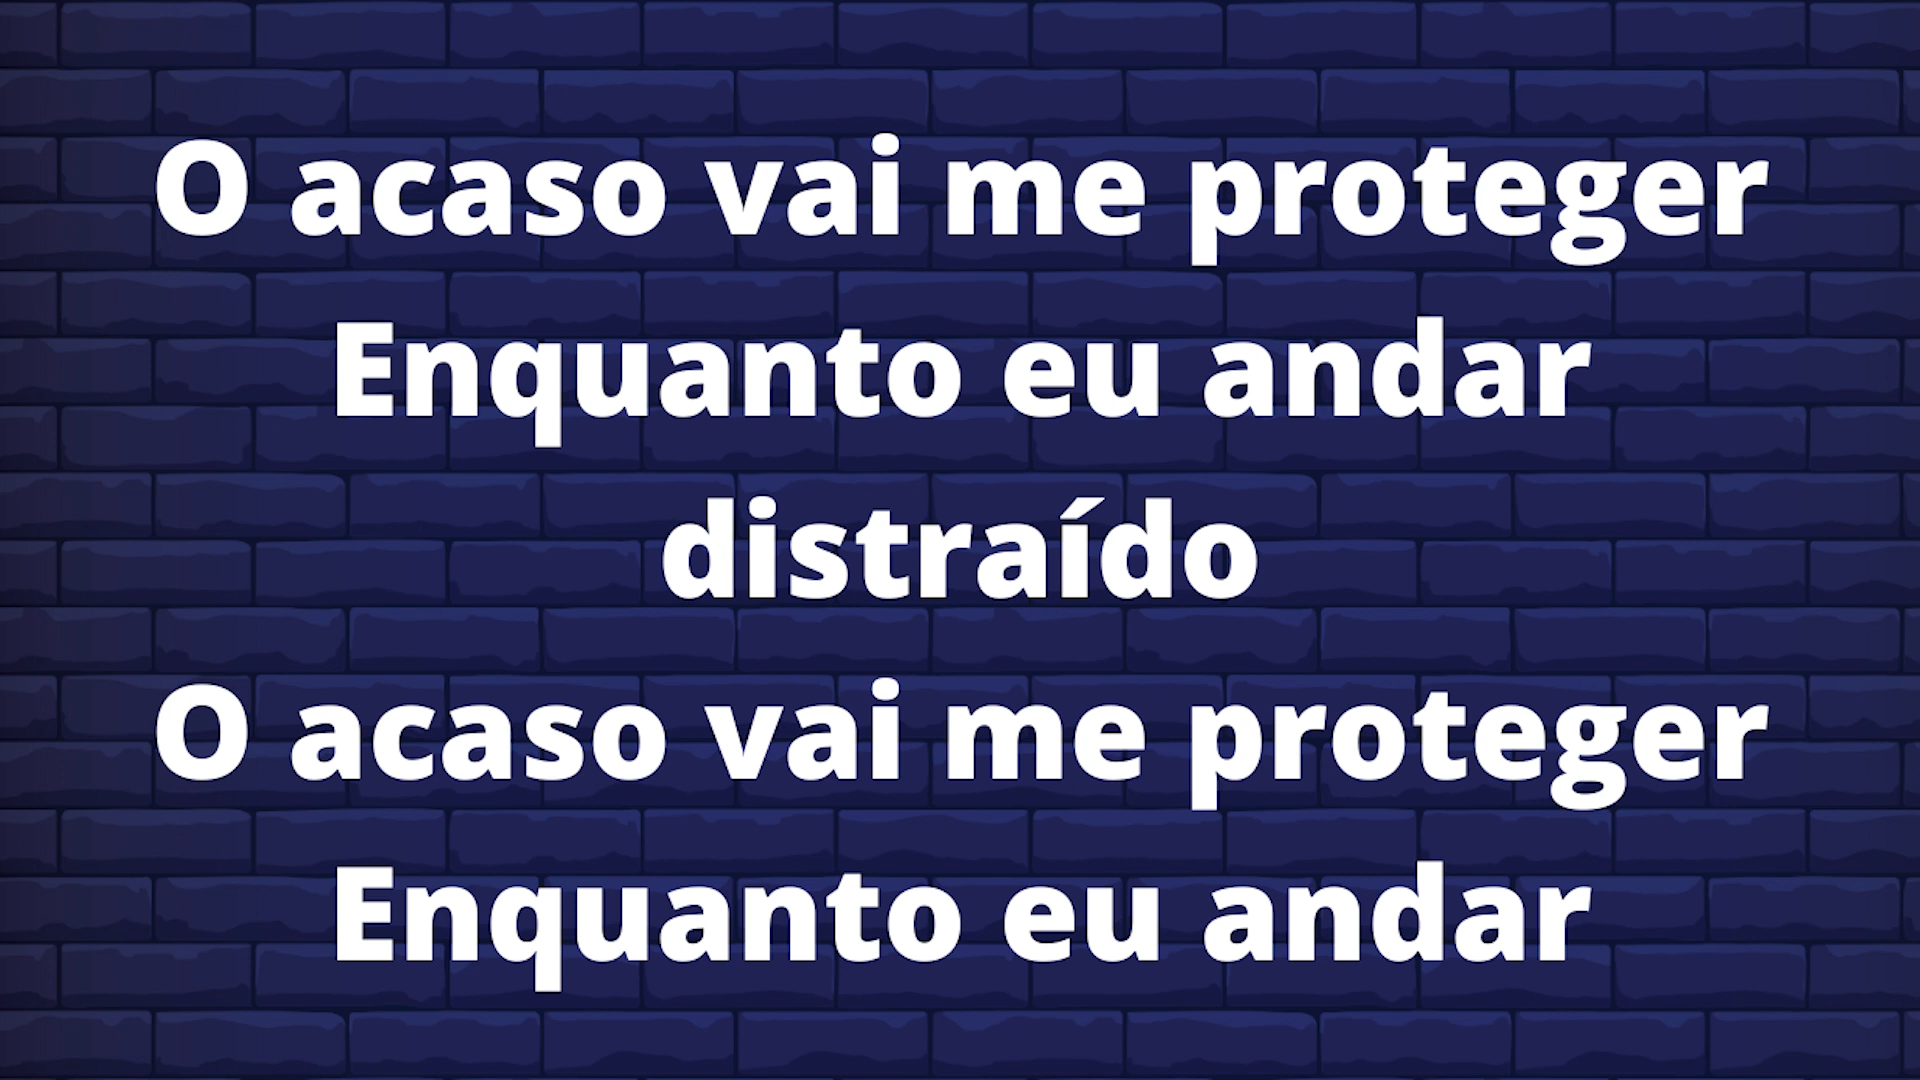 O acaso vai me proteger
Enquanto eu andar
distraído
O acaso vai me proteger
Enquanto eu andar